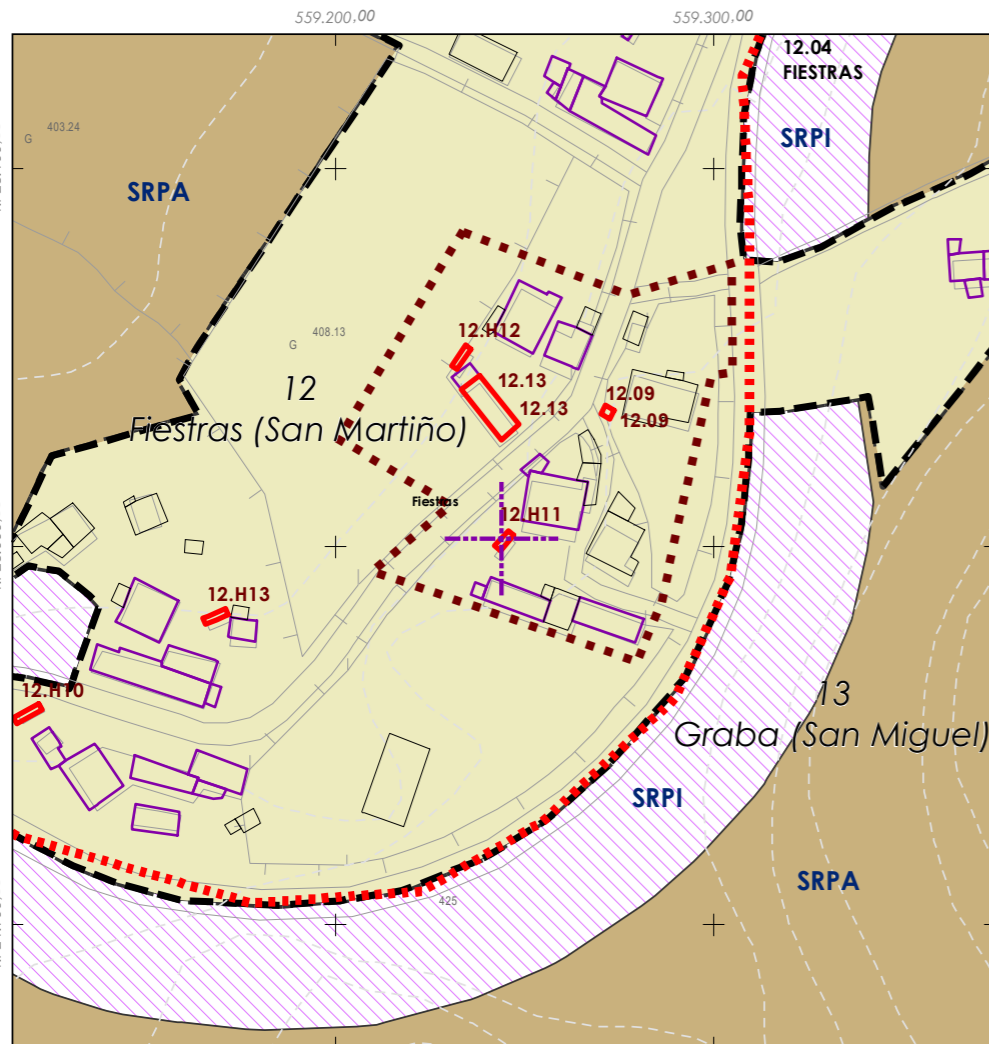 559.200,00
559.300,00
12.04
FIESTRAS
G 403.24
SRPI
SRPA
12.H12
G 408.13
12
12.13
12.09
12.13
12.09
Fiestras (San Martiño)
Fiestras
12.H11
12.H13
12.H10
13
Graba (San Miguel)
SRPI
SRPA
425